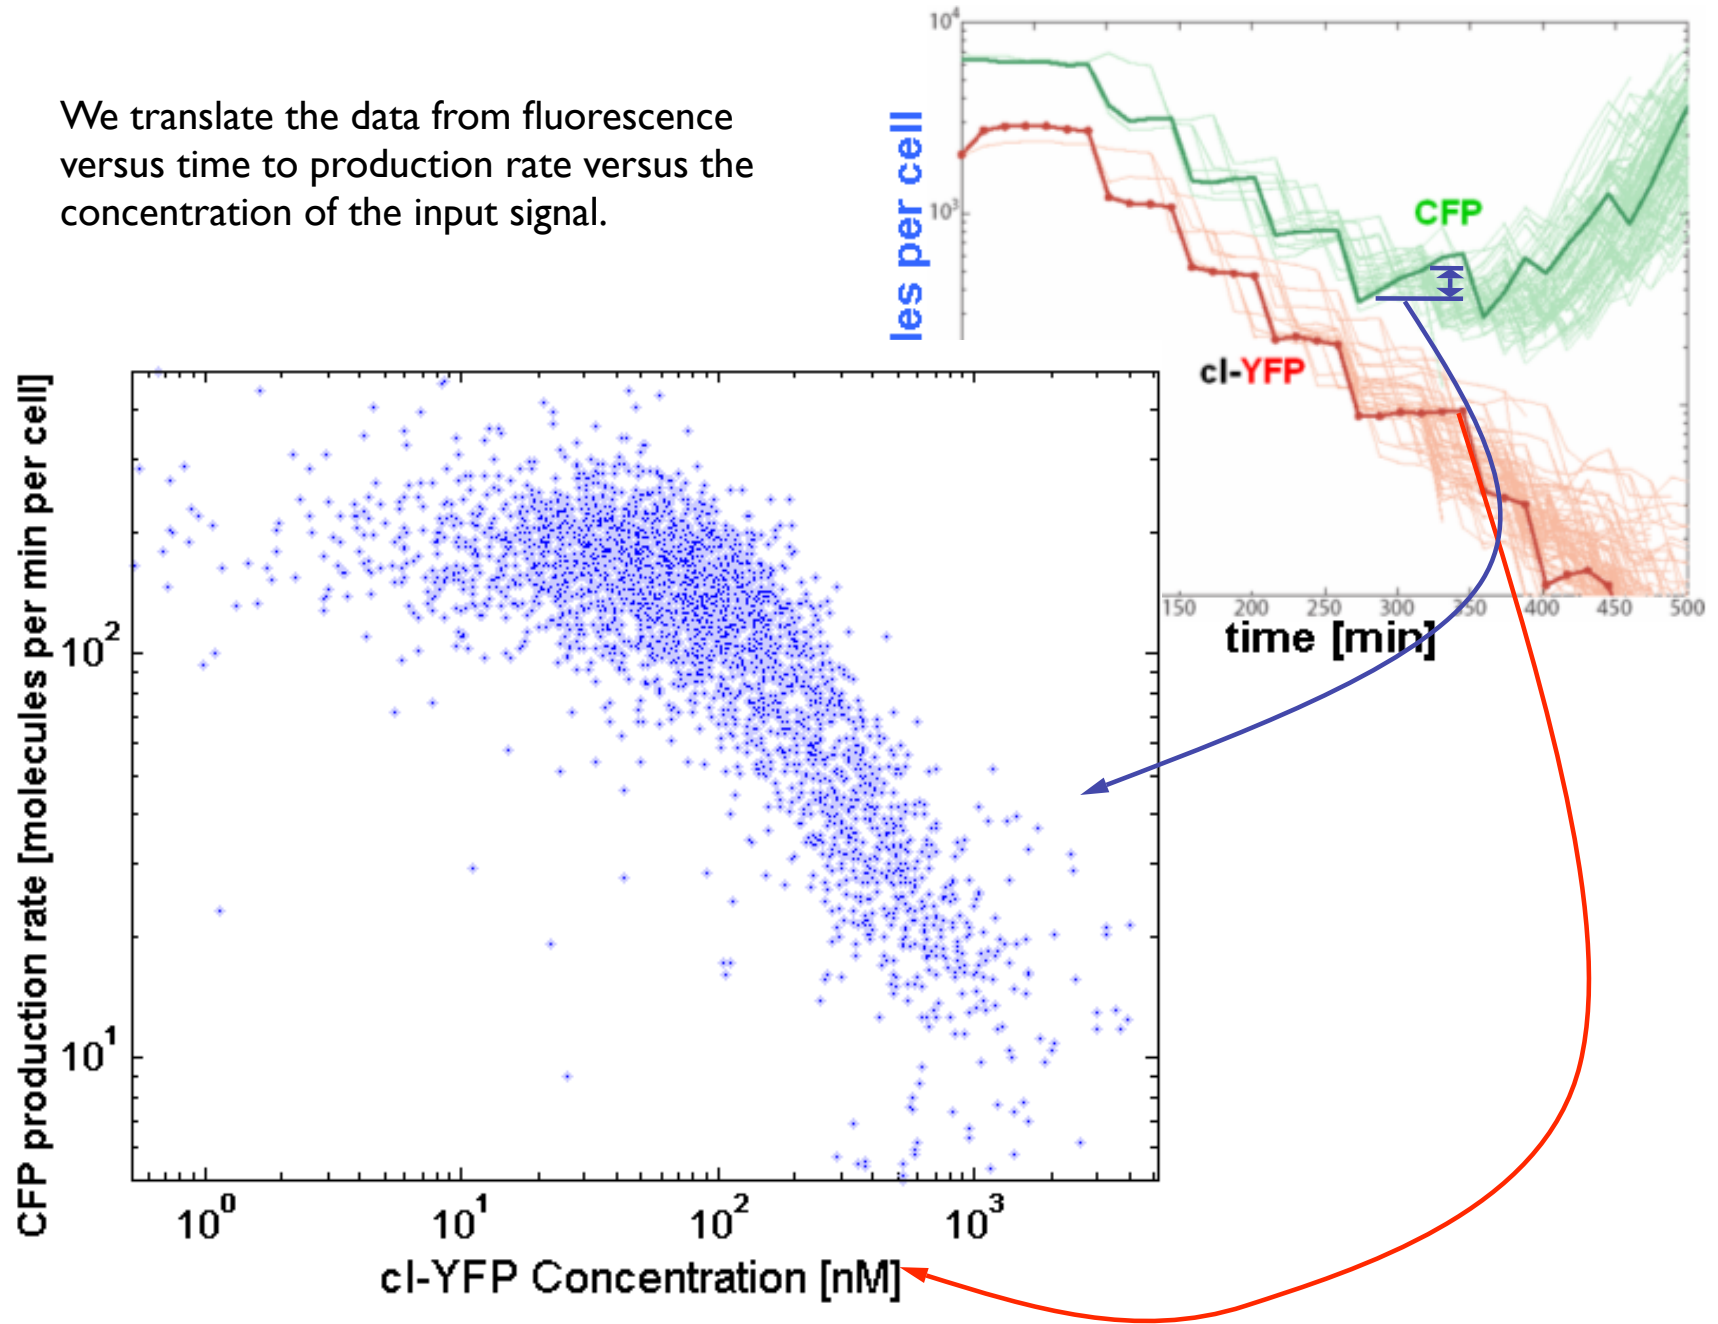 We translate the data from fluorescence
versus time to production rate versus the
concentration of the input signal.
10^4
10^3
les per cell
CFP
cI-YFP
150 200 250 300 350 400 450 500
time [min]
CFP production rate [molecules per min per cell]
10^2
10^1
10^0 10^1 10^2 10^3
cI-YFP Concentration [nM]